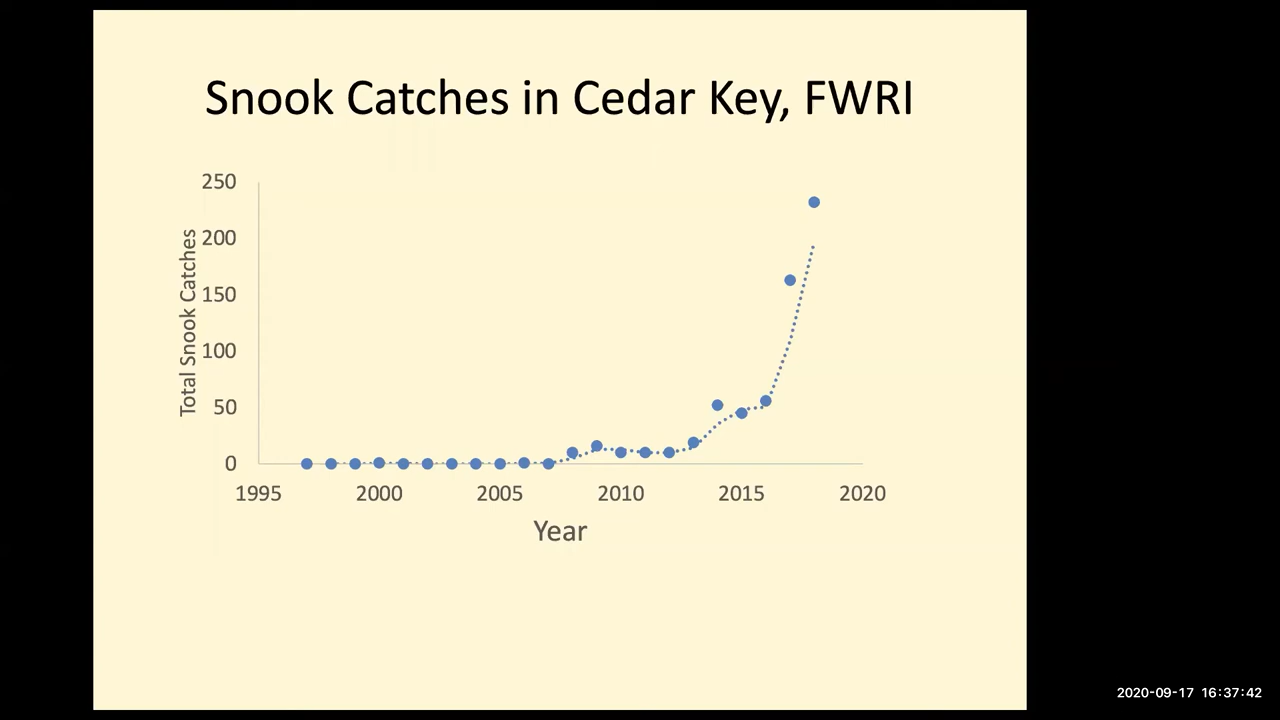 Snook Catches in Cedar Key, FWRI
250
200
150
100
50
0
Total Snook Catches
1995 2000 2005 2010 2015 2020
Year
2020-09-17 16:37:42